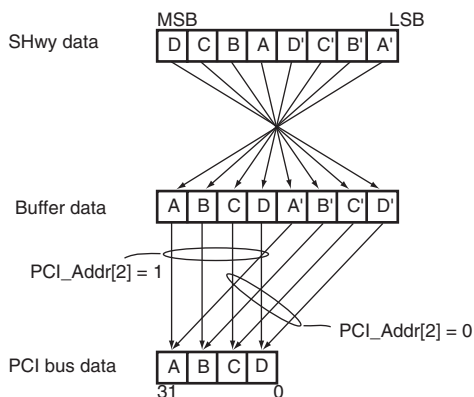 MSB LSB
SHwy data D C B A D' C' B' A'
Buffer data A B C D A' B' C' D'
PCI_Addr[2] = 1
PCI_Addr[2] = 0
PCI bus data A B C D
31 0